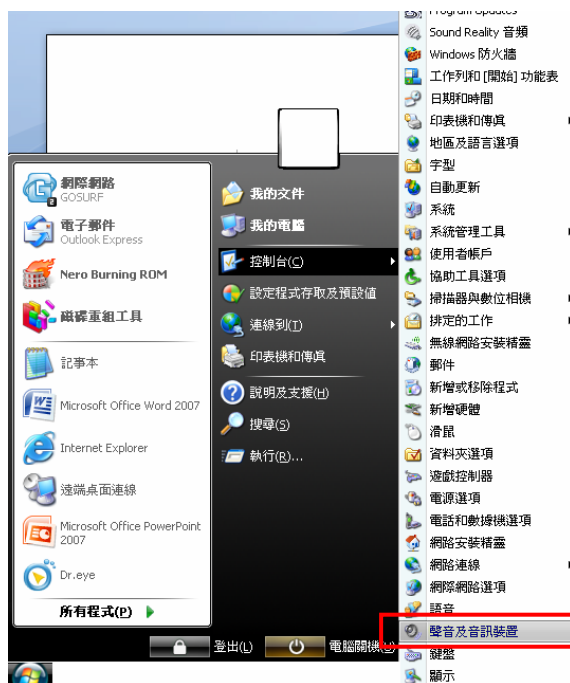 網際網路
GOSURF
電子郵件
Outlook Express
Nero Burning ROM
磁碟重組工具
記事本
Microsoft Office Word 2007
Internet Explorer
遠端桌面連線
Microsoft Office PowerPoint
2007
Dr.eye
所有程式(P)
我的文件
我的電腦
控制台(C)
設定程式存取及預設值
連線到(T)
印表機和傳真
說明及支援(H)
搜尋(S)
執行(R)...
登出(L)
電腦關機(U)
Program Updates
Sound Reality 音頻
Windows 防火牆
工作列和 [開始] 功能表
日期和時間
印表機和傳真
地區及語言選項
字型
自動更新
系統
系統管理工具
使用者帳戶
協助工具選項
掃描器與數位相機
排定的工作
無線網路安裝精靈
郵件
新增或移除程式
新增硬體
滑鼠
資料夾選項
遊戲控制器
電源選項
電話和數據機選項
網路安裝精靈
網路連線
網際網路選項
語音
聲音及音訊裝置
鍵盤
顯示